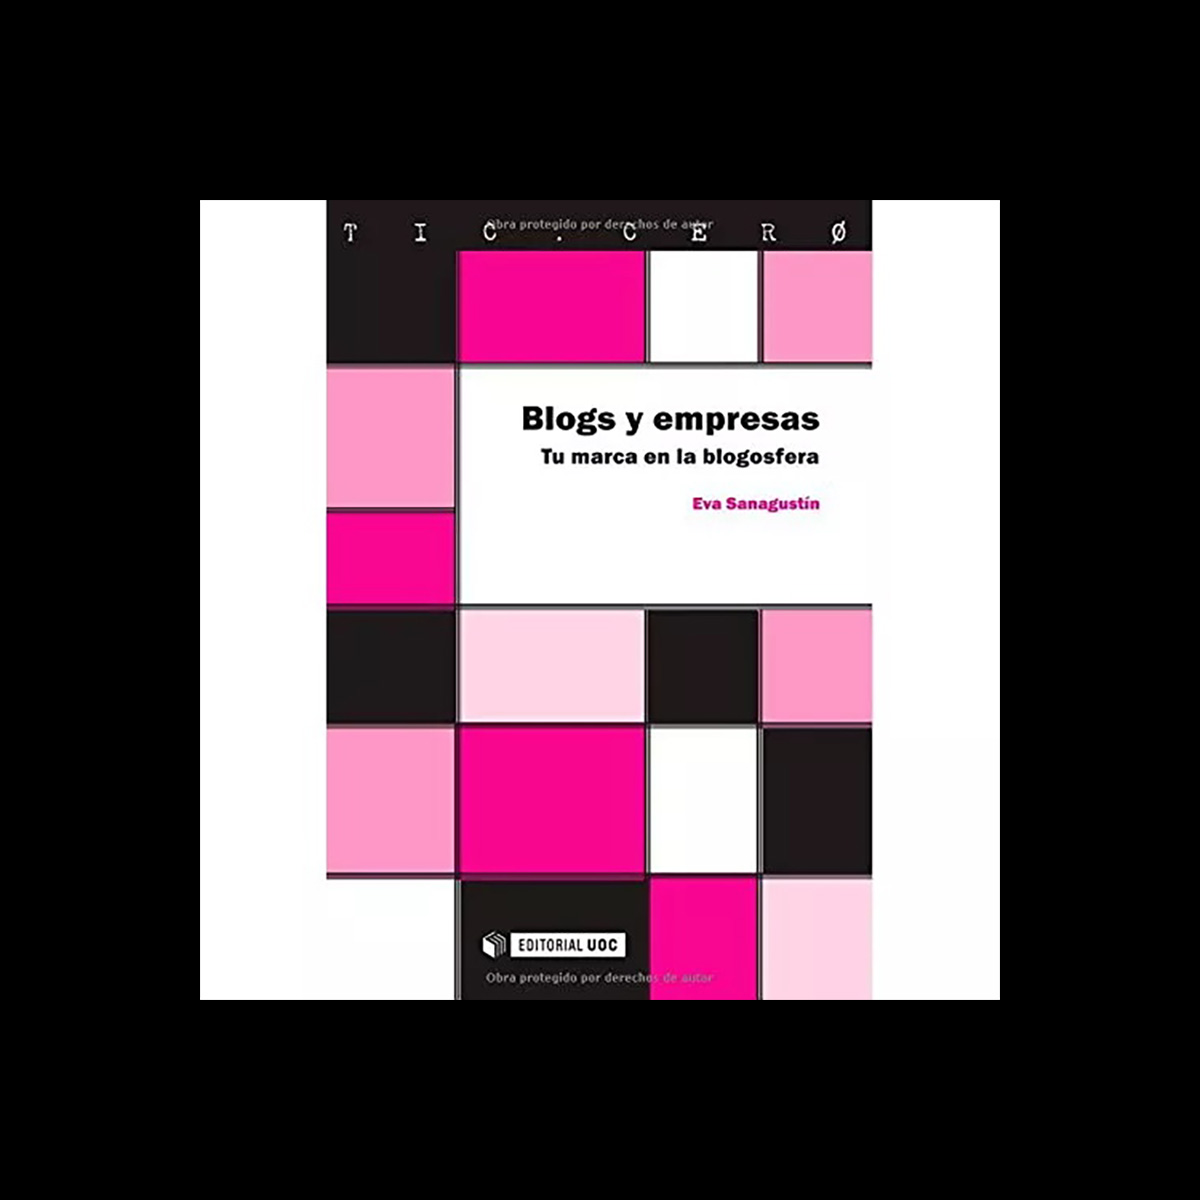 Obra protegido por derechos de autor
T I C . C E R Ø
Blogs y empresas
Tu marca en la blogosfera
Eva Sanagustín
EDITORIAL UOC
Obra protegido por derechos de autor